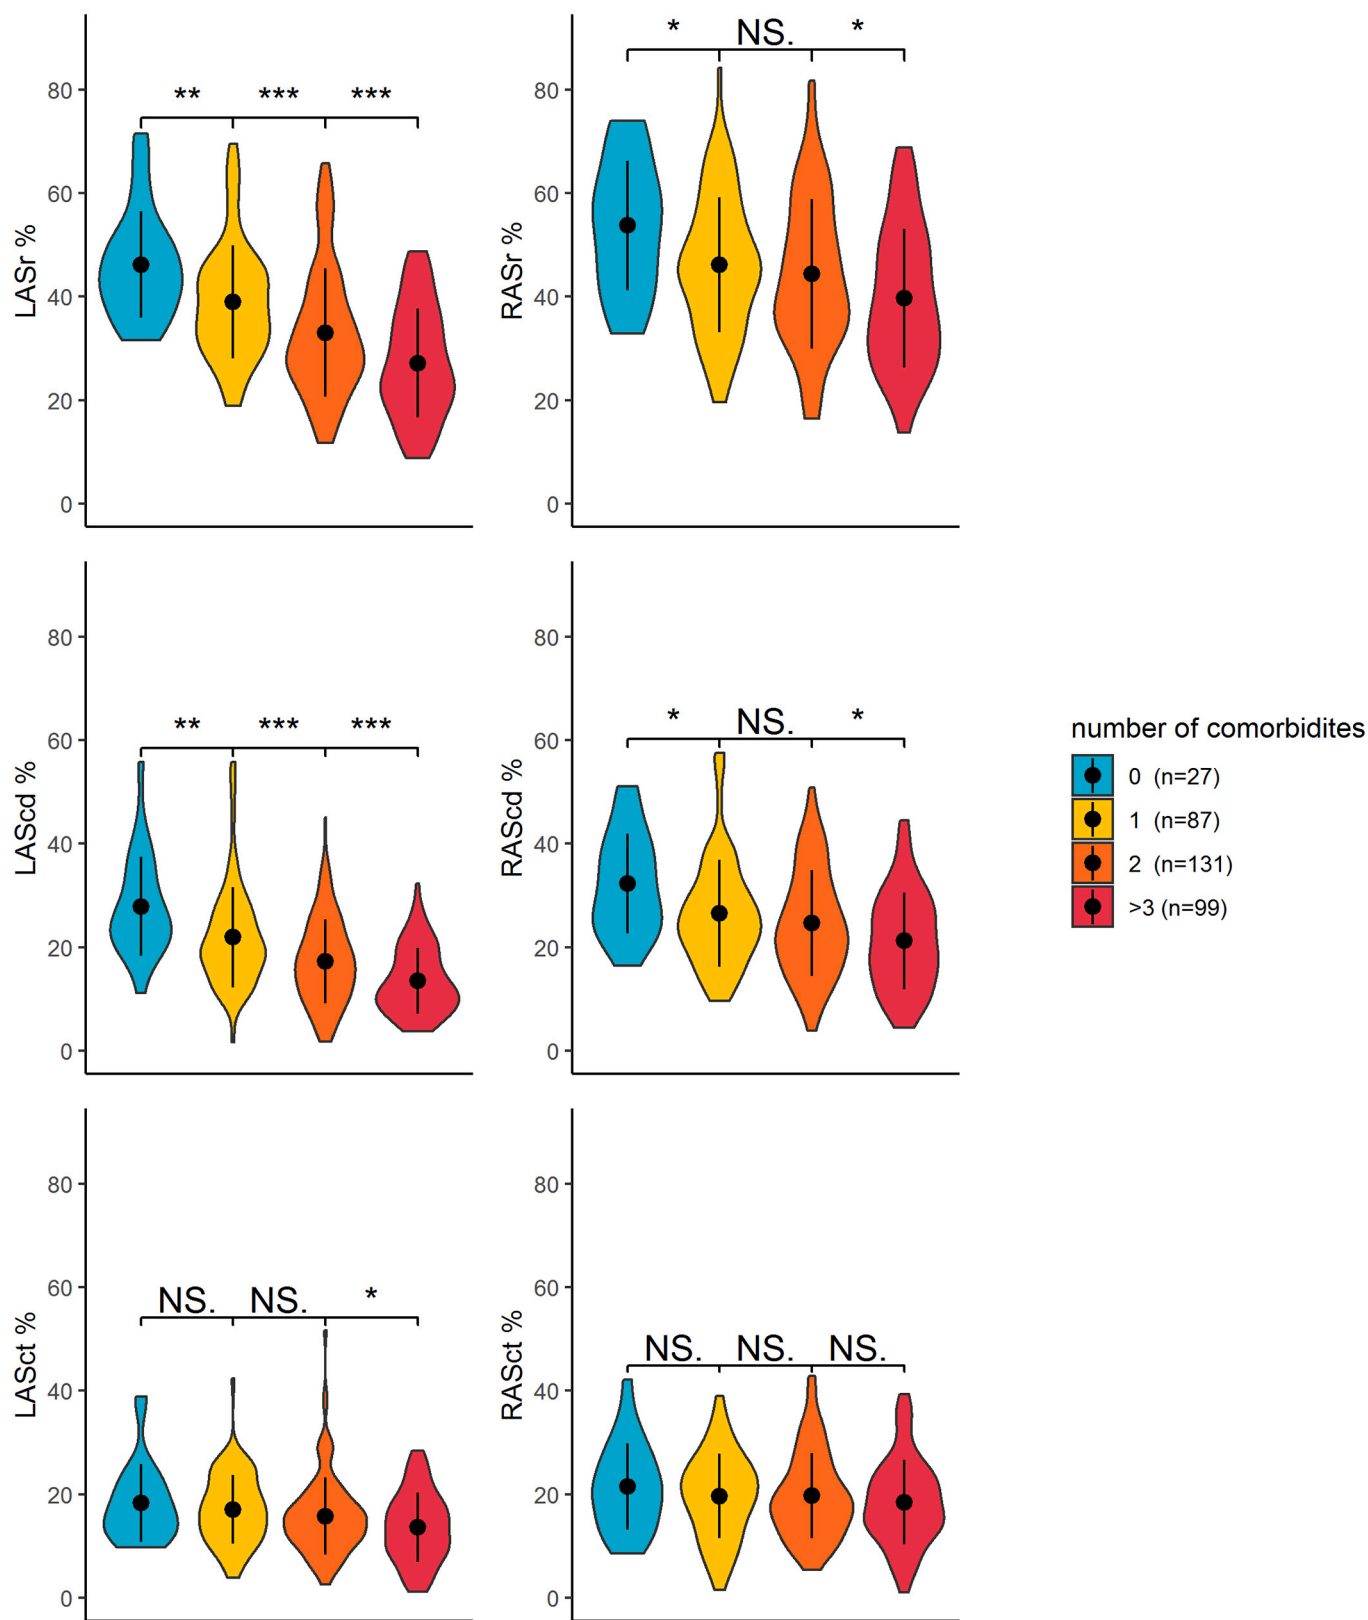 * NS. *
** *** ***
80
60
40
20
0
LASr %
80
60
40
20
0
RASr %
** *** ***
80
60
40
20
0
LAScd %
* NS. *
80
60
40
20
0
RAScd %
number of comorbidites
0 (n=27)
1 (n=87)
2 (n=131)
>3 (n=99)
NS. NS. *
80
60
40
20
0
LASct %
NS. NS. NS.
80
60
40
20
0
RASct %